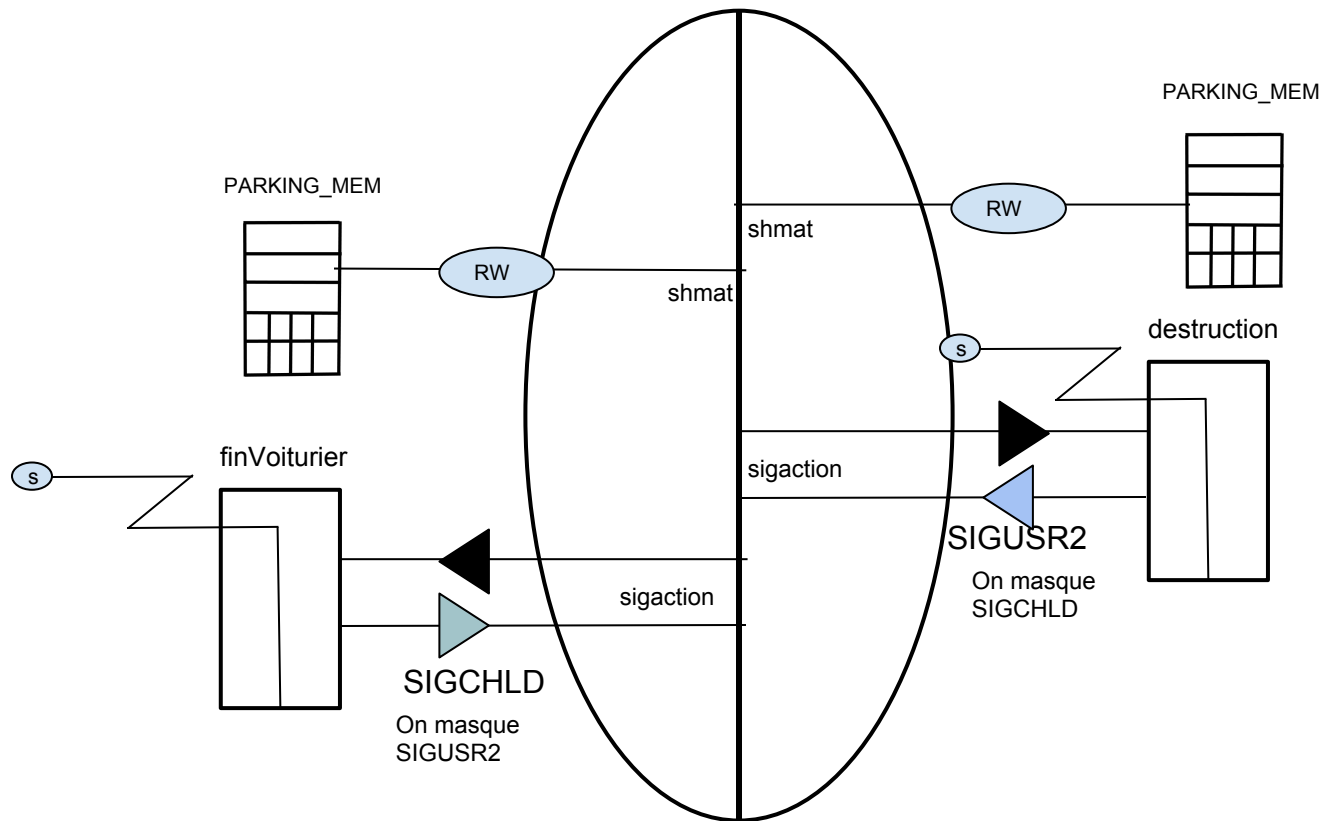 PARKING_MEM
PARKING_MEM
RW
shmat
RW
shmat
destruction
s
finVoiturier
s
sigaction
SIGUSR2
On masque
SIGCHLD
sigaction
SIGCHLD
On masque
SIGUSR2